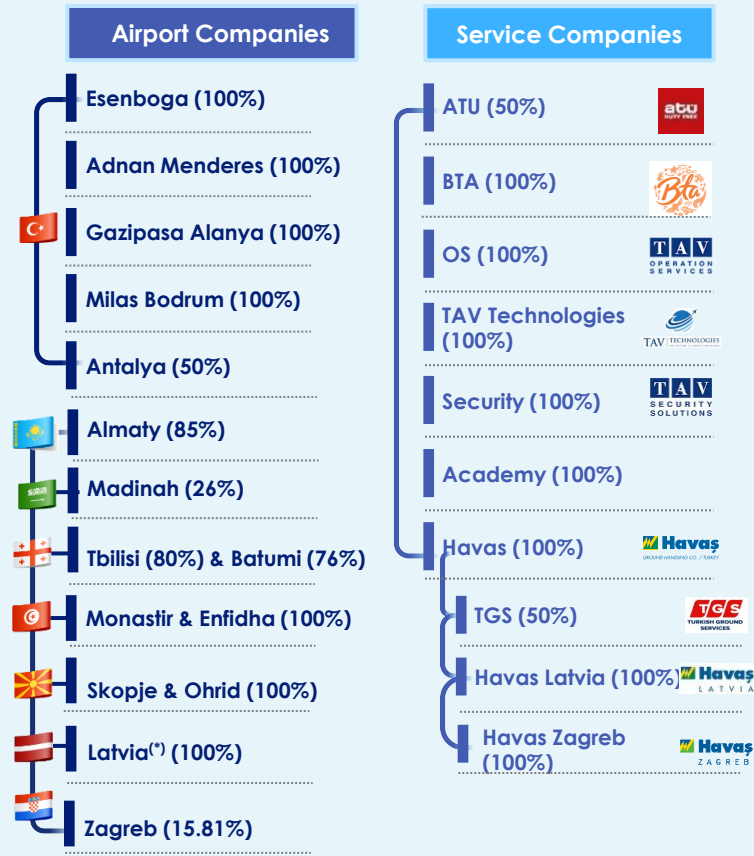 Airport Companies
Esenboga (100%)
Adnan Menderes (100%)
Gazipasa Alanya (100%)
Milas Bodrum (100%)
Antalya (50%)
Almaty (85%)
Madinah (26%)
Tbilisi (80%) & Batumi (76%)
Monastir & Enfidha (100%)
Skopje & Ohrid (100%)
Latvia(*) (100%)
Zagreb (15.81%)
Service Companies
ATU (50%)
atu
DUTY FREE
BTA (100%)
Bta
OS (100%)
TAV
OPERATION
SERVICES
TAV Technologies
(100%)
TAV TECHNOLOGIES
Security (100%)
TAV
SECURITY
SOLUTIONS
Academy (100%)
Havas (100%)
Havaş
GROUND HANDLING CO. / TURKEY
TGS (50%)
TGS
TURKISH GROUND
SERVICES
Havas Latvia (100%)
Havaş
LATVIA
Havas Zagreb
(100%)
Havaş
ZAGREB